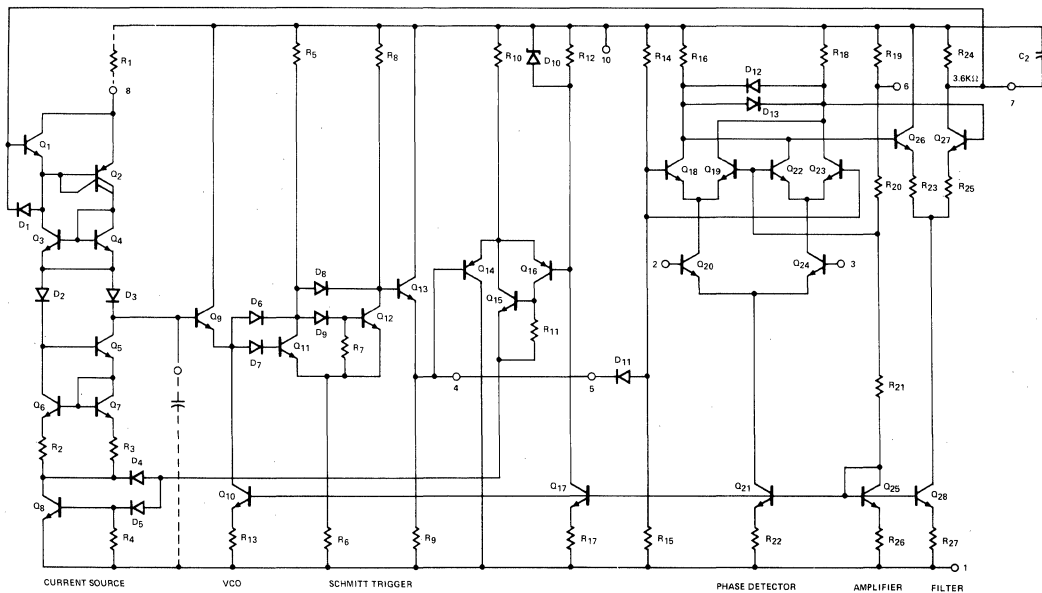 R1
8
R5
R8
R10
D10
R12
10
R14
R16
D12
D13
R18
R19
6
R24
3.6KΩ
C2
7
Q1
Q2
D1
Q3
Q4
D2
D3
Q5
Q6
Q7
R2
R3
D4
D5
Q8
R4
Q9
D6
D7
Q11
D8
D9
R7
Q12
Q13
Q14
Q15
Q16
R11
4
5
D11
Q18
Q19
Q22
Q23
R20
Q26
Q27
R23
R25
2
Q20
Q24
3
R21
Q10
R13
R6
R9
Q17
R17
R15
Q21
R22
Q25
R26
Q28
R27
1
CURRENT SOURCE VCO SCHMITT TRIGGER PHASE DETECTOR AMPLIFIER FILTER